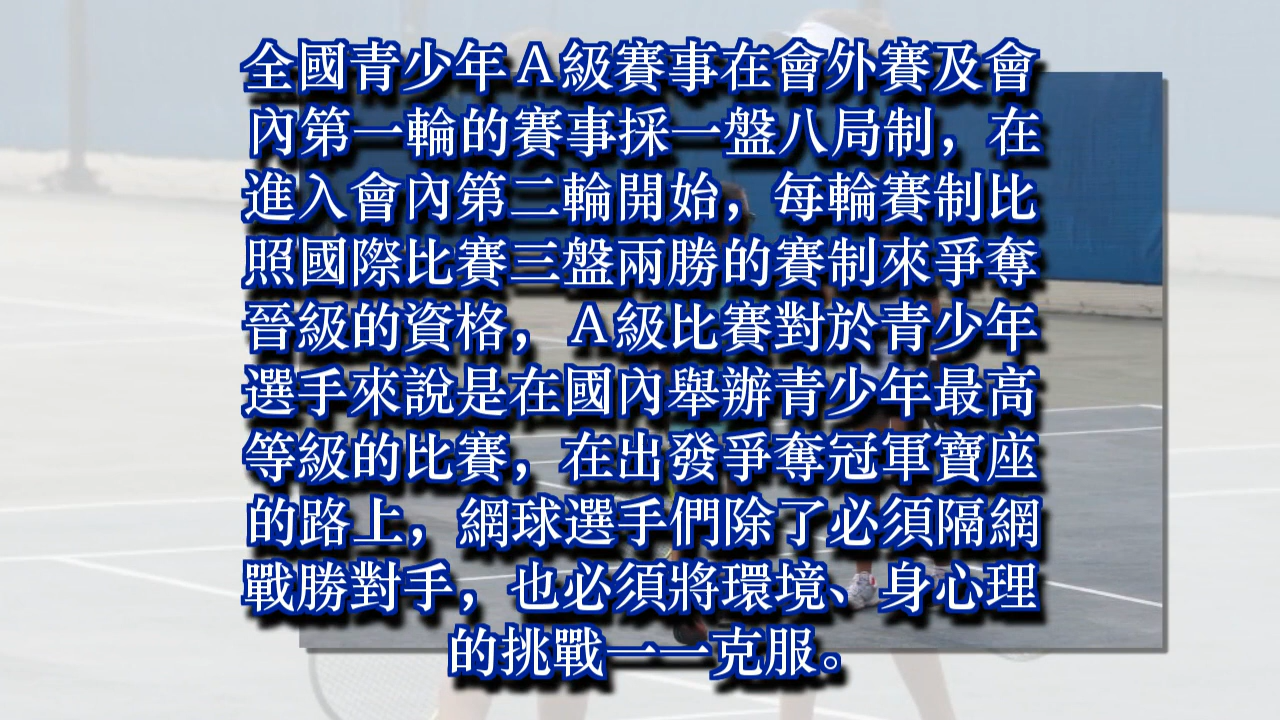 全國青少年Ａ級賽事在會外賽及會
內第一輪的賽事採一盤八局制，在
進入會內第二輪開始，每輪賽制比
照國際比賽三盤兩勝的賽制來爭奪
晉級的資格，Ａ級比賽對於青少年
選手來說是在國內舉辦青少年最高
等級的比賽，在出發爭奪冠軍寶座
的路上，網球選手們除了必須隔網
戰勝對手，也必須將環境、身心理
的挑戰一一克服。